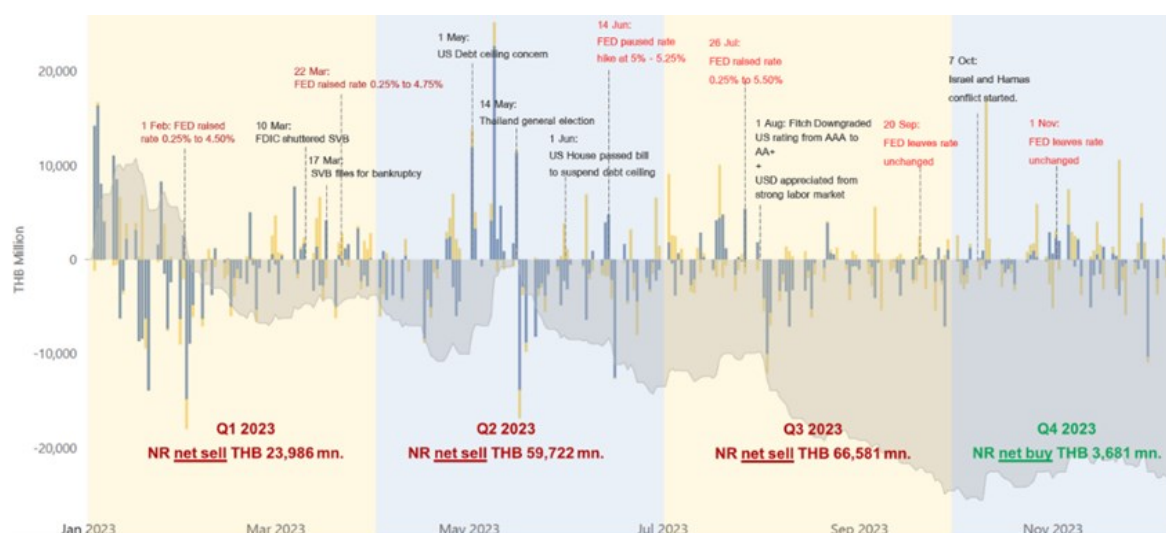 THB Million
20,000
10,000
0
-10,000
-20,000
1 Feb: FED raised
rate 0.25% to 4.50%
10 Mar:
FDIC shuttered SVB
17 Mar:
SVB files for bankruptcy
22 Mar:
FED raised rate 0.25% to 4.75%
1 May:
US Debt ceiling concern
14 May:
Thailand general election
1 Jun:
US House passed bill
to suspend debt ceiling
14 Jun:
FED paused rate
hike at 5% - 5.25%
26 Jul:
FED raised rate
0.25% to 5.50%
1 Aug: Fitch Downgraded
US rating from AAA to
AA+
+
USD appreciated from
strong labor market
20 Sep:
FED leaves rate
unchanged
7 Oct:
Israel and Hamas
conflict started.
1 Nov:
FED leaves rate
unchanged
Q1 2023
NR net sell THB 23,986 mn.
Q2 2023
NR net sell THB 59,722 mn.
Q3 2023
NR net sell THB 66,581 mn.
Q4 2023
NR net buy THB 3,681 mn.
Jan 2023
Mar 2023
May 2023
Jul 2023
Sep 2023
Nov 2023